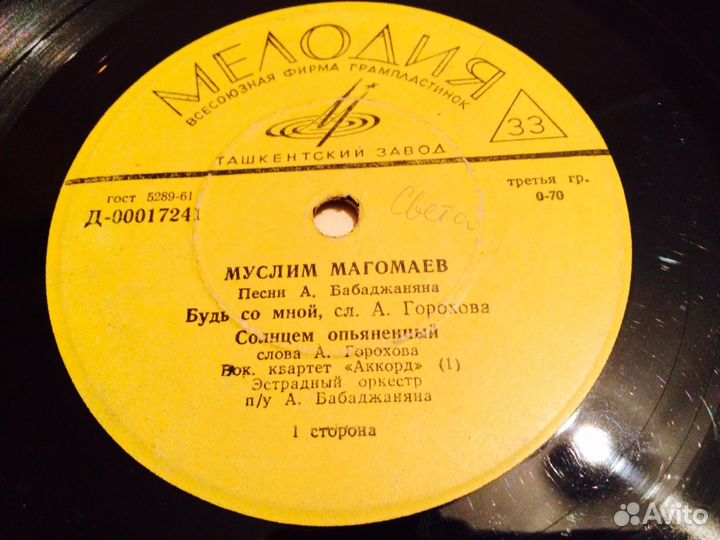 МЕЛОДИЯ
ВСЕСОЮЗНАЯ ФИРМА ГРАМПЛАСТИНОК
33
ТАШКЕНТСКИЙ ЗАВОД
гост 5289-61
Д-00017241
третья гр.
0-70
Света
МУСЛИМ МАГОМАЕВ
Песни А. Бабаджаняна
Будь со мной, сл. А. Горохова
Солнцем опьяненный
слова А. Горохова
Вок. квартет «Аккорд» (1)
Эстрадный оркестр
п/у А. Бабаджаняна
1 сторона
Avito